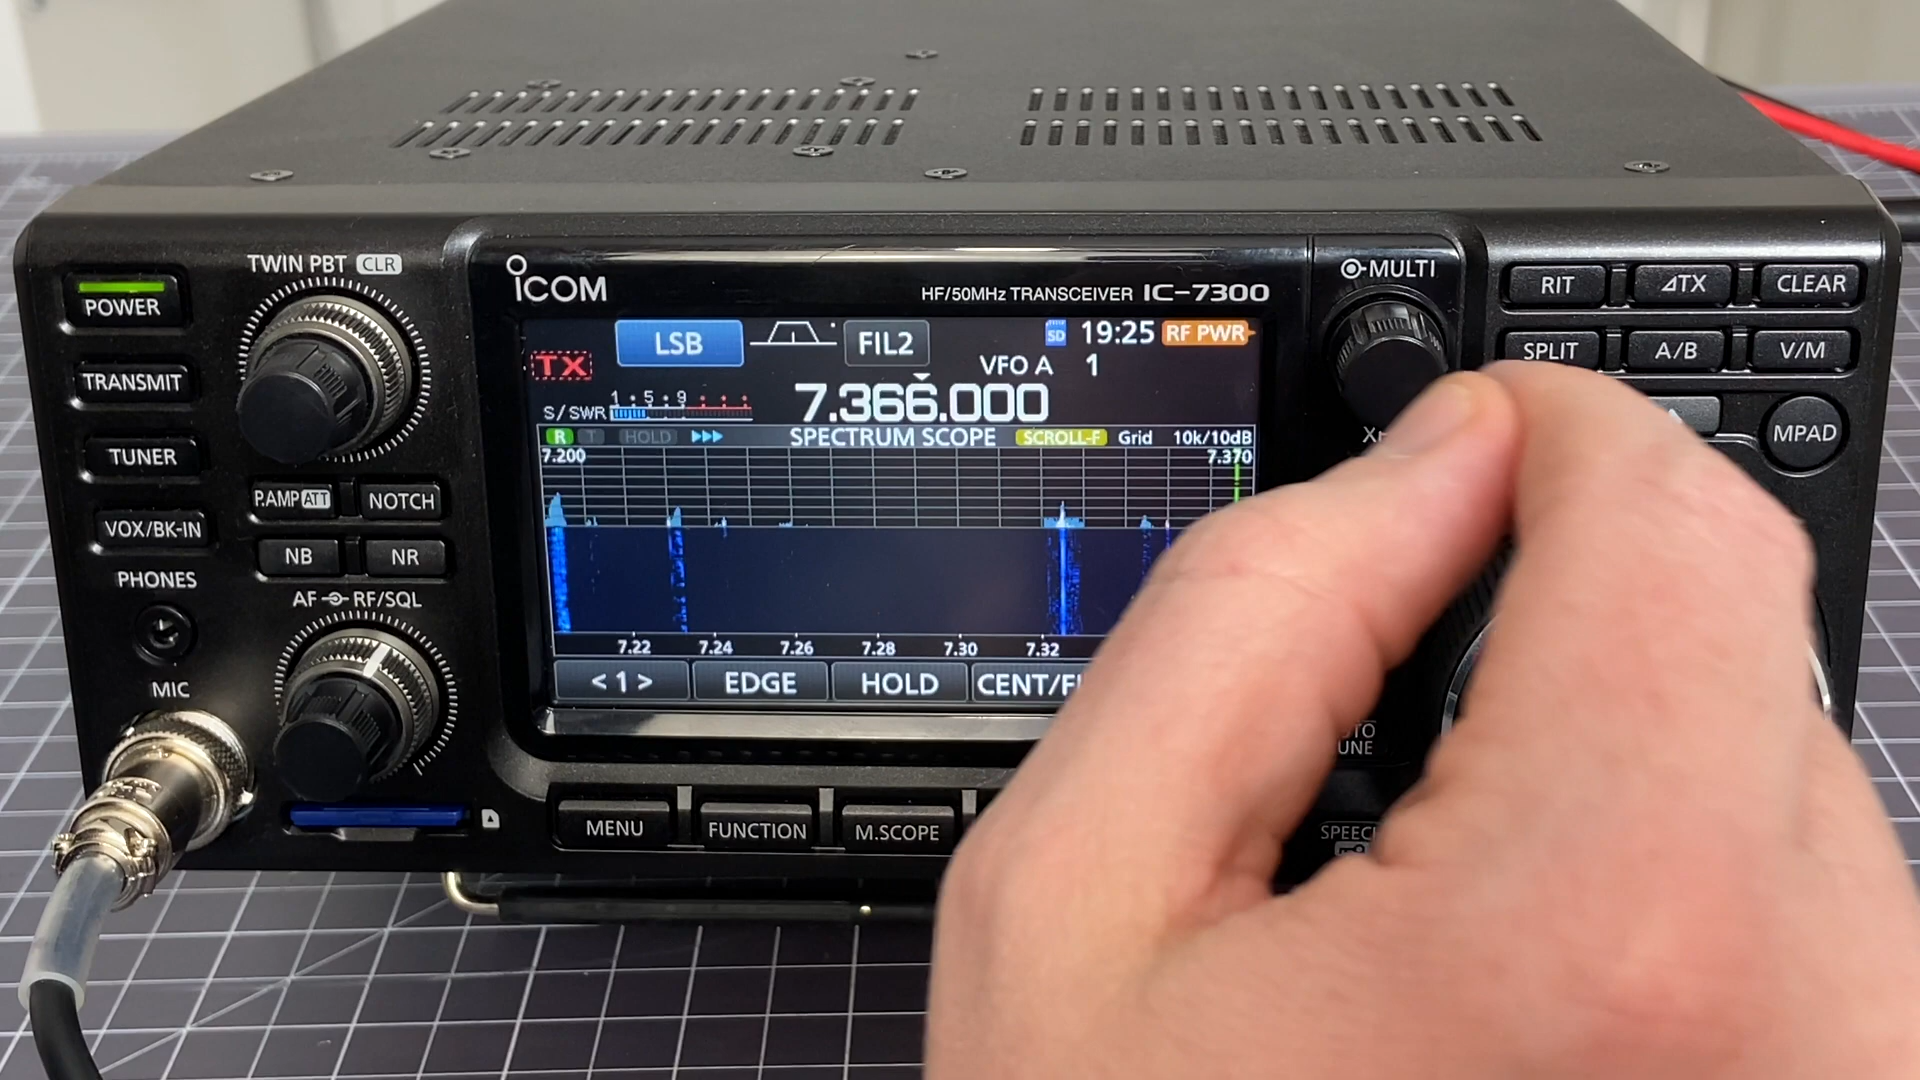 TWIN PBT CLR
POWER
TRANSMIT
TUNER
VOX/BK-IN
P.AMP ATT
NOTCH
NB
NR
PHONES
AF RF/SQL
MIC
ICOM
HF/50MHz TRANSCEIVER IC-7300
LSB
FIL2
SD
19:25
RF PWR
TX
VFO A 1
1 5 9
S/SWR
7.366.000
R T HOLD SPECTRUM SCOPE SCROLL-F Grid 10k/10dB
7.200
7.370
7.22 7.24 7.26 7.28 7.30 7.32
< 1 >
EDGE
HOLD
CENT/F
MENU
FUNCTION
M.SCOPE
MULTI
RIT
⊿TX
CLEAR
SPLIT
A/B
V/M
MPAD
SPEECH